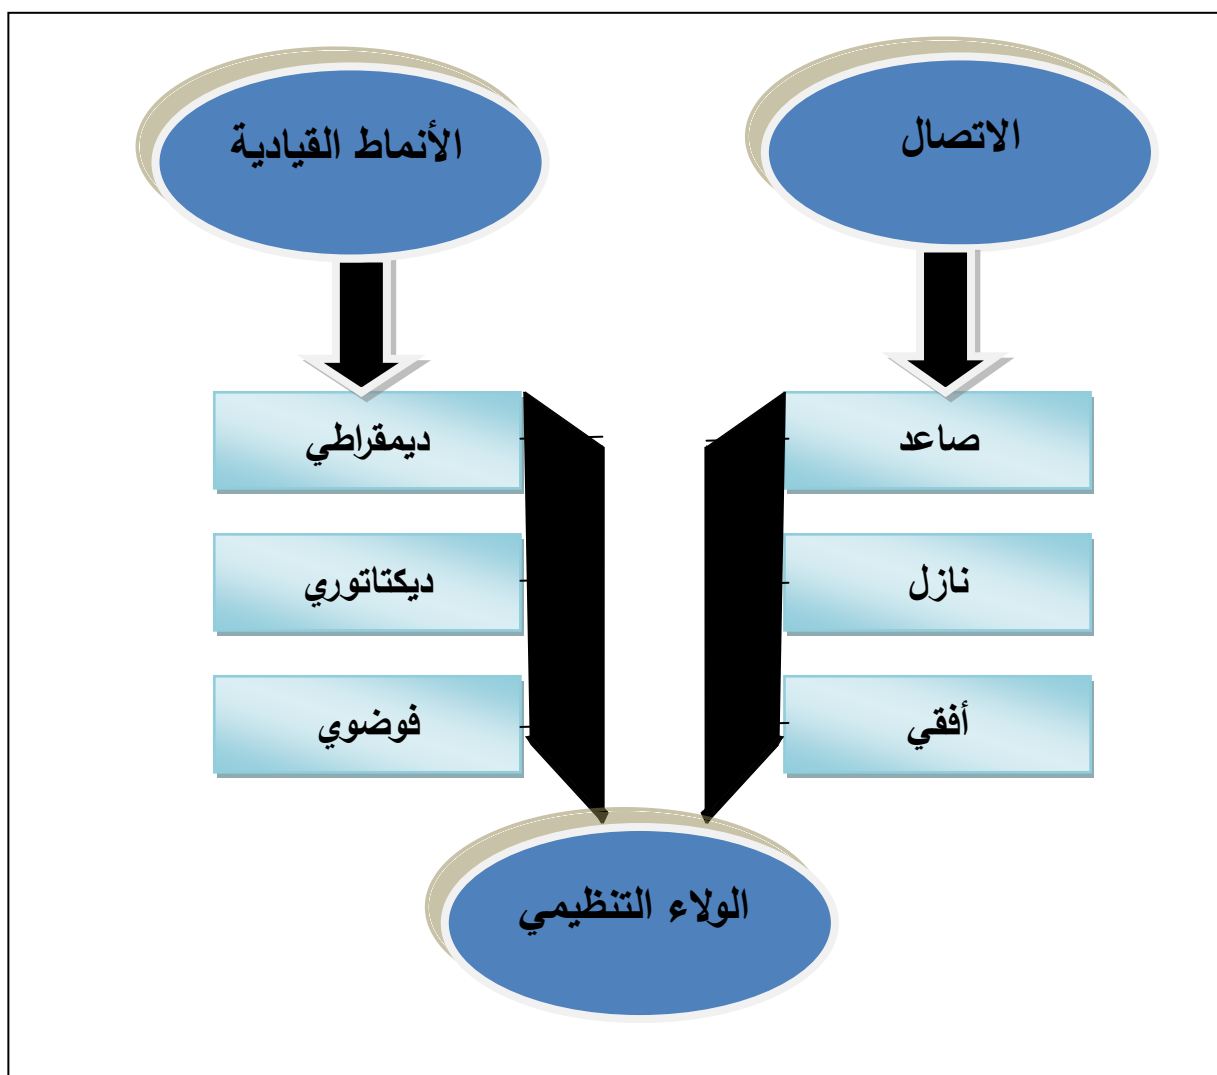 الاتصال
الأنماط القيادية
صاعد
ديمقراطي
نازل
ديكتاتوري
أفقي
فوضوي
الولاء التنظيمي